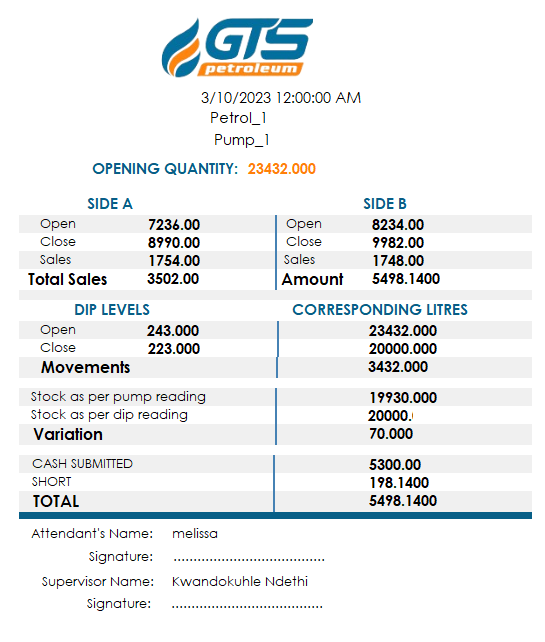 GTS
petroleum
3/10/2023 12:00:00 AM
Petrol_1
Pump_1
OPENING QUANTITY: 23432.000
SIDE A SIDE B
Open 7236.00 Open 8234.00
Close 8990.00 Close 9982.00
Sales 1754.00 Sales 1748.00
Total Sales 3502.00 Amount 5498.1400
DIP LEVELS CORRESPONDING LITRES
Open 243.000 23432.000
Close 223.000 20000.000
Movements 3432.000
Stock as per pump reading 19930.000
Stock as per dip reading 20000.
Variation 70.000
CASH SUBMITTED 5300.00
SHORT 198.1400
TOTAL 5498.1400
Attendant's Name: melissa
Signature: ......................................
Supervisor Name: Kwandokuhle Ndethi
Signature: ......................................